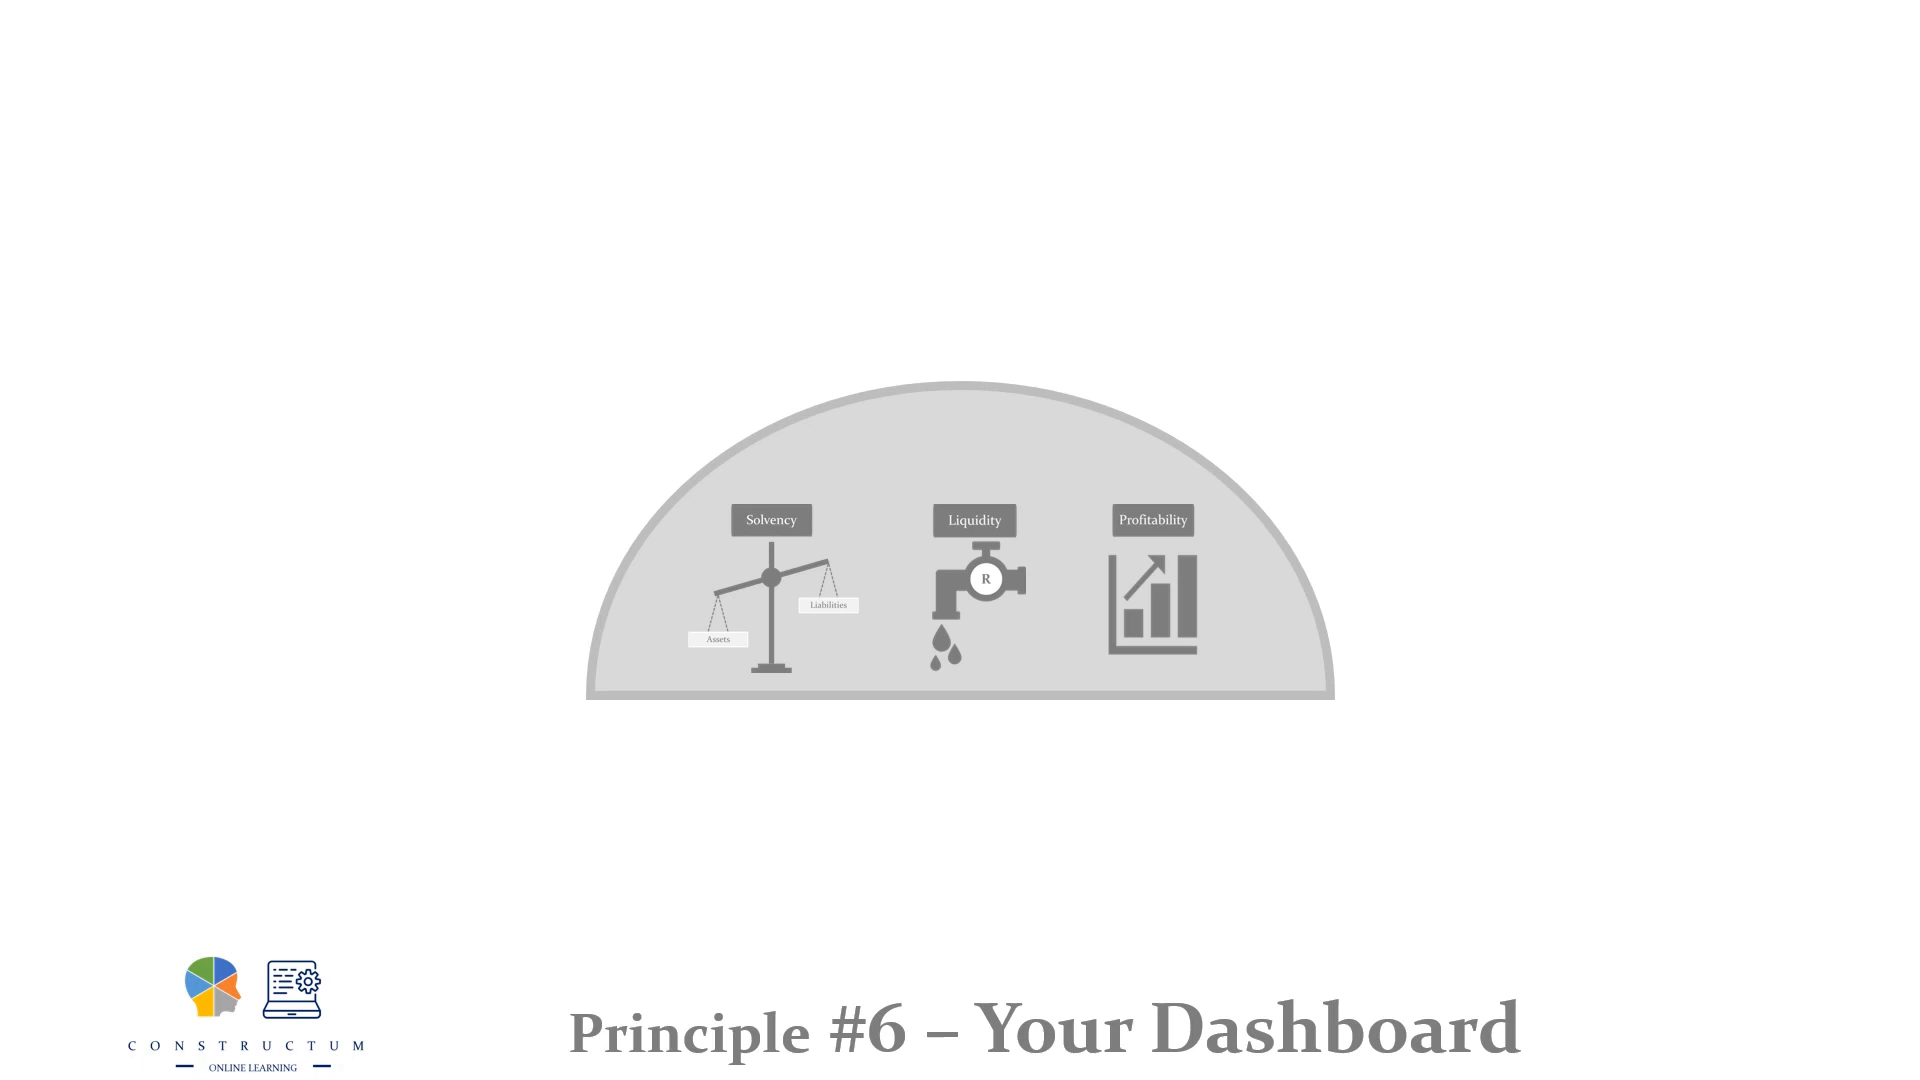 Solvency
Liquidity
Profitability
R
Liabilities
Assets
Principle #6 – Your Dashboard
CONSTRUCTUM
ONLINE LEARNING